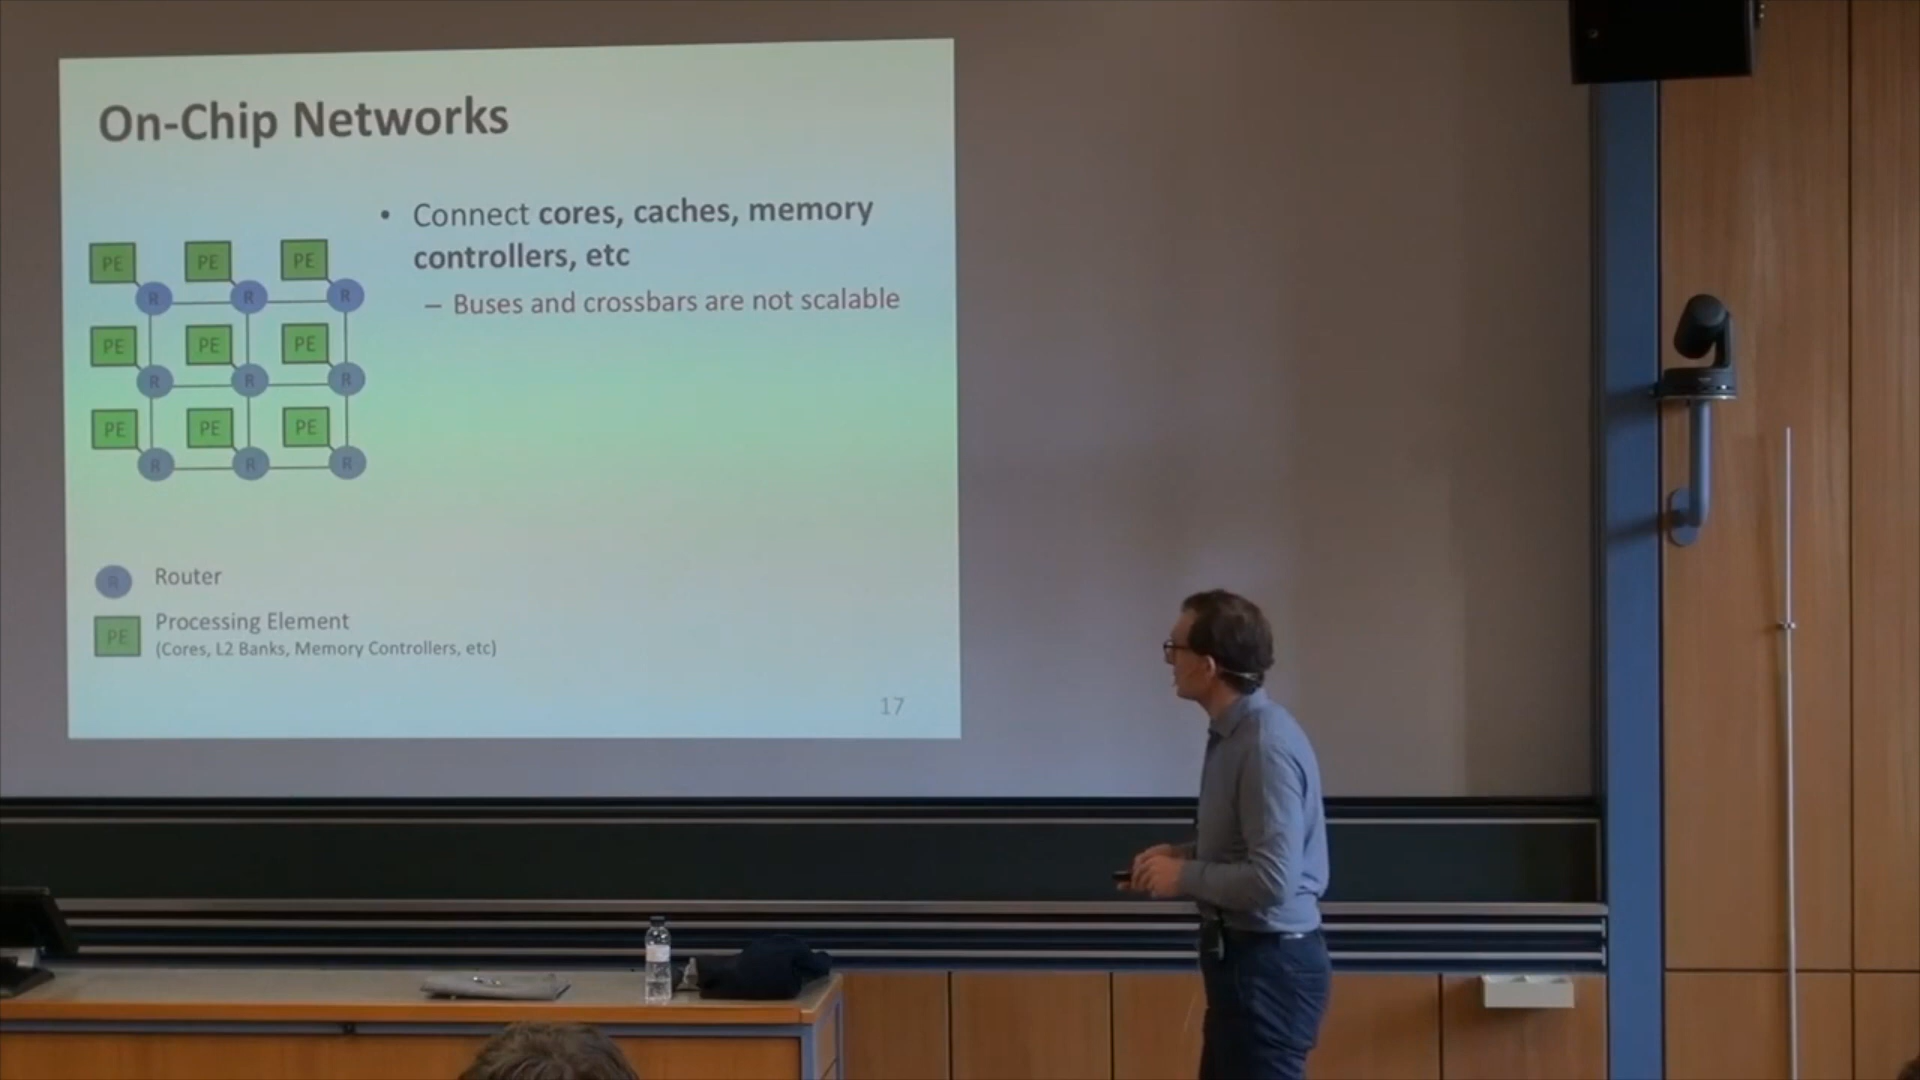 On-Chip Networks
• Connect cores, caches, memory
controllers, etc
– Buses and crossbars are not scalable
PE PE PE
R R R
PE PE PE
R R R
PE PE PE
R R R
R Router
PE Processing Element
(Cores, L2 Banks, Memory Controllers, etc)
17